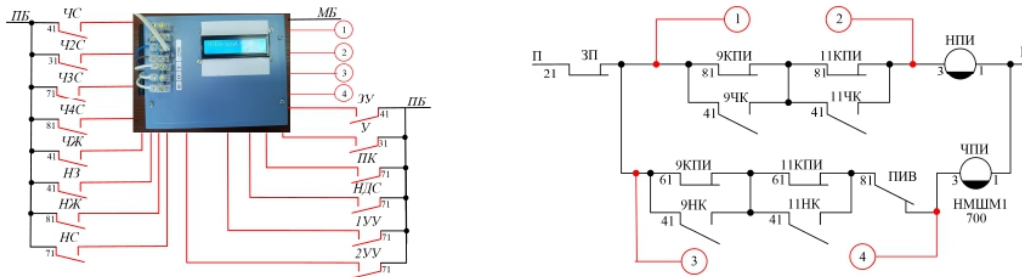 ПБ
ЧС
41
Ч2С
31
Ч3С
71
Ч4С
81
ЧЖ
41
НЗ
41
НЖ
81
НС
71
МБ
1
2
3
4
ЗУ
ПБ
41
У
31
ПК
71
НДС
71
1УУ
71
2УУ
71
1
2
П
ЗП
21
9КПИ
81
11КПИ
81
НПИ
3
1
9ЧК
41
11ЧК
41
9КПИ
61
11КПИ
61
ПИВ
81
ЧПИ
3
1
9НК
41
11НК
41
НМШМ1
700
3
4